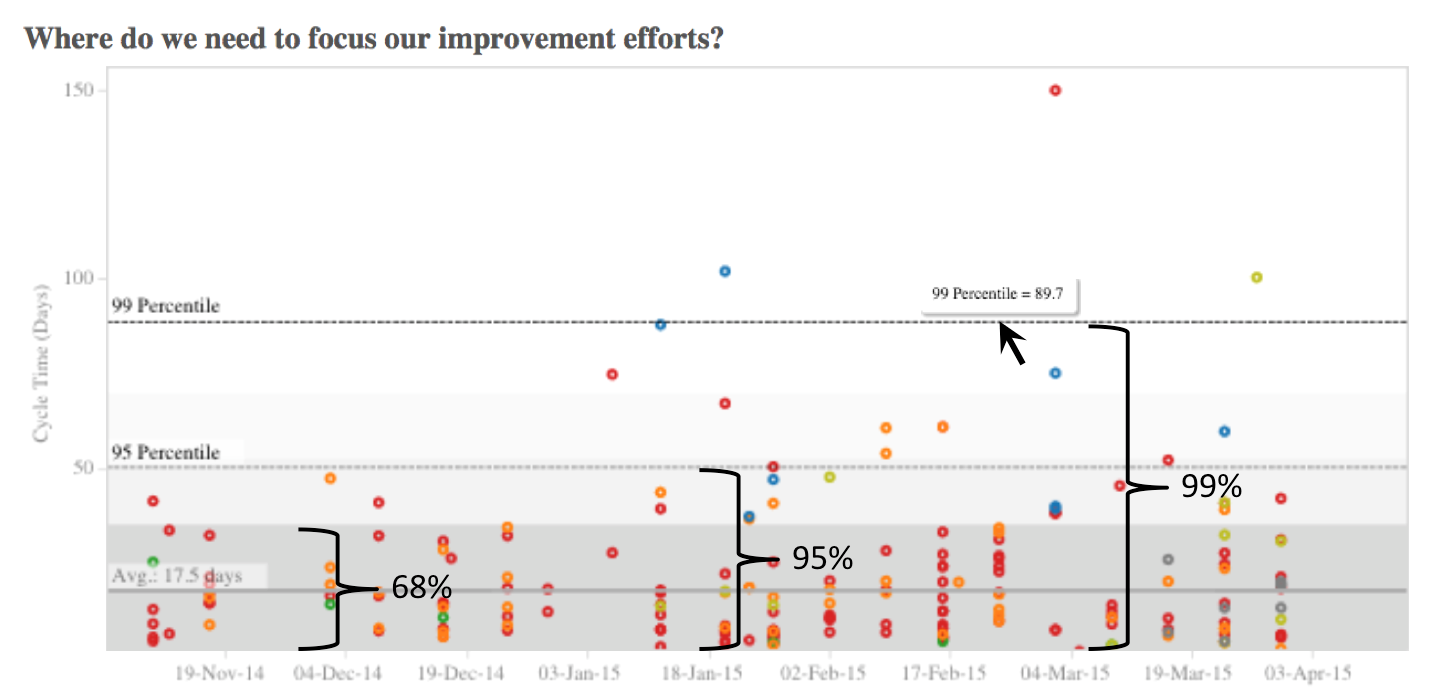 Where do we need to focus our improvement efforts?
150
100
50
Cycle Time (Days)
99 Percentile
99 Percentile = 89.7
95 Percentile
99%
95%
Avg.: 17.5 days
68%
19-Nov-14 04-Dec-14 19-Dec-14 03-Jan-15 18-Jan-15 02-Feb-15 17-Feb-15 04-Mar-15 19-Mar-15 03-Apr-15